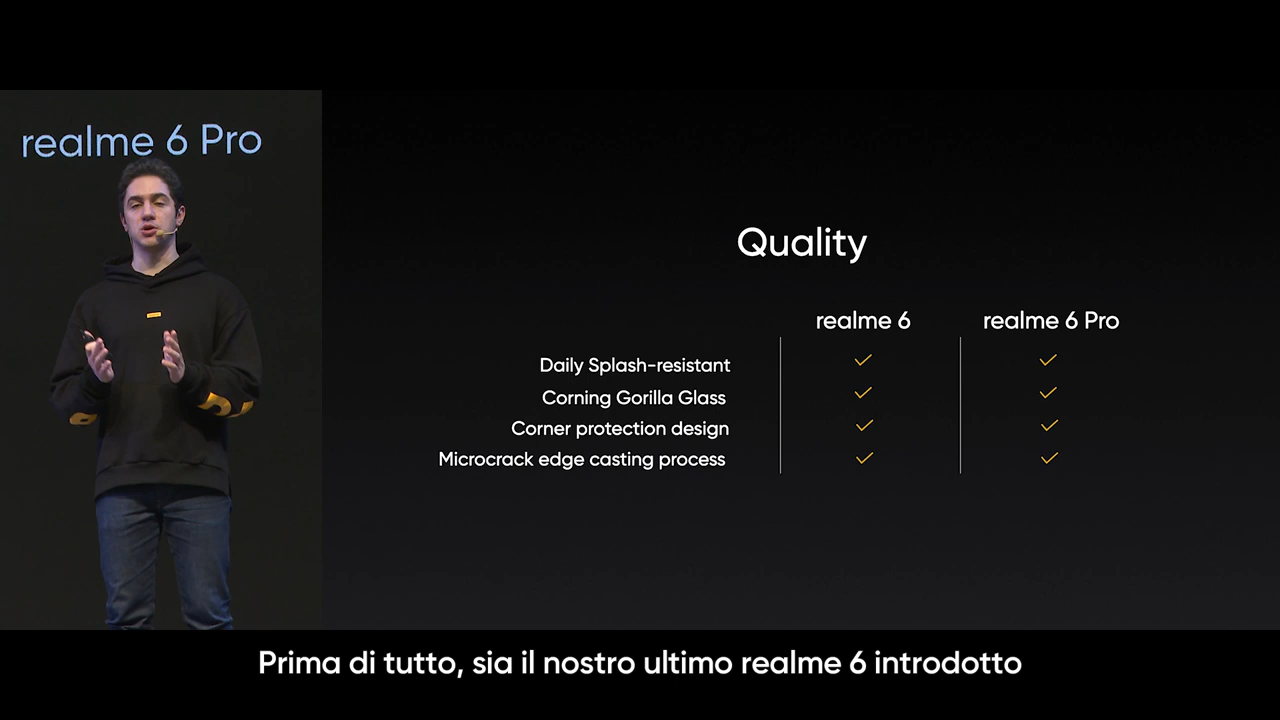 realme 6 Pro
Quality
realme 6 realme 6 Pro
Daily Splash-resistant
Corning Gorilla Glass
Corner protection design
Microcrack edge casting process
Prima di tutto, sia il nostro ultimo realme 6 introdotto